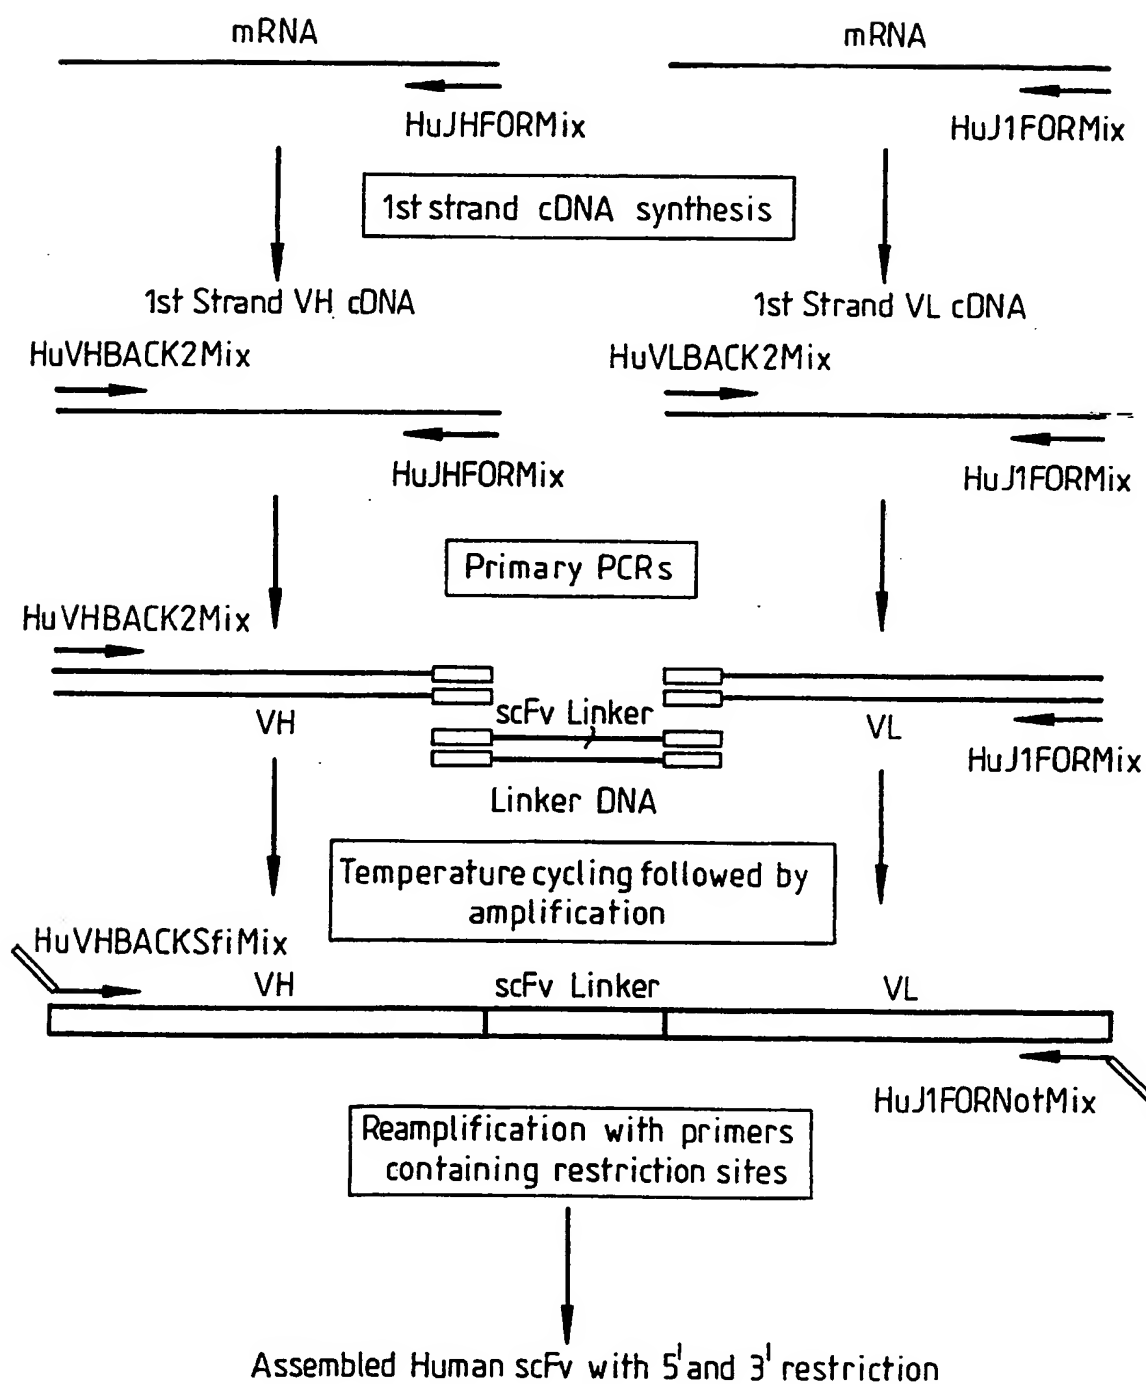 mRNA
mRNA
HuJHFORMix
HuJ1FORMix
1st strand cDNA synthesis
1st Strand VH cDNA
1st Strand VL cDNA
HuVHBACK2Mix
HuVLBACK2Mix
HuJHFORMix
HuJ1FORMix
Primary PCRs
HuVHBACK2Mix
VH
scFv Linker
VL
HuJ1FORMix
Linker DNA
Temperature cycling followed by
amplification
HuVHBACKSfiMix
VH
scFv Linker
VL
HuJ1FORNotMix
Reamplification with primers
containing restriction sites
Assembled Human scFv with 5' and 3' restriction